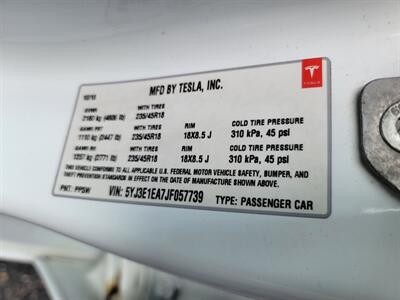 MFD BY TESLA, INC.
10/18
GVWR WITH TIRES
2180 kg (4806 lb) 235/45R18
GAWR FRT WITH TIRES RIM COLD TIRE PRESSURE
1110 kg (2447 lb) 235/45R18 18X8.5 J 310 kPa, 45 psi
GAWR RR WITH TIRES RIM COLD TIRE PRESSURE
1257 kg (2771 lb) 235/45R18 18X8.5 J 310 kPa, 45 psi
THIS VEHICLE CONFORMS TO ALL APPLICABLE U.S. FEDERAL MOTOR VEHICLE SAFETY, BUMPER, AND
THEFT PREVENTION STANDARDS IN EFFECT ON THE DATE OF MANUFACTURE SHOWN ABOVE.
PNT: PPSW VIN: 5YJ3E1EA7JF057739 TYPE: PASSENGER CAR
TESLA